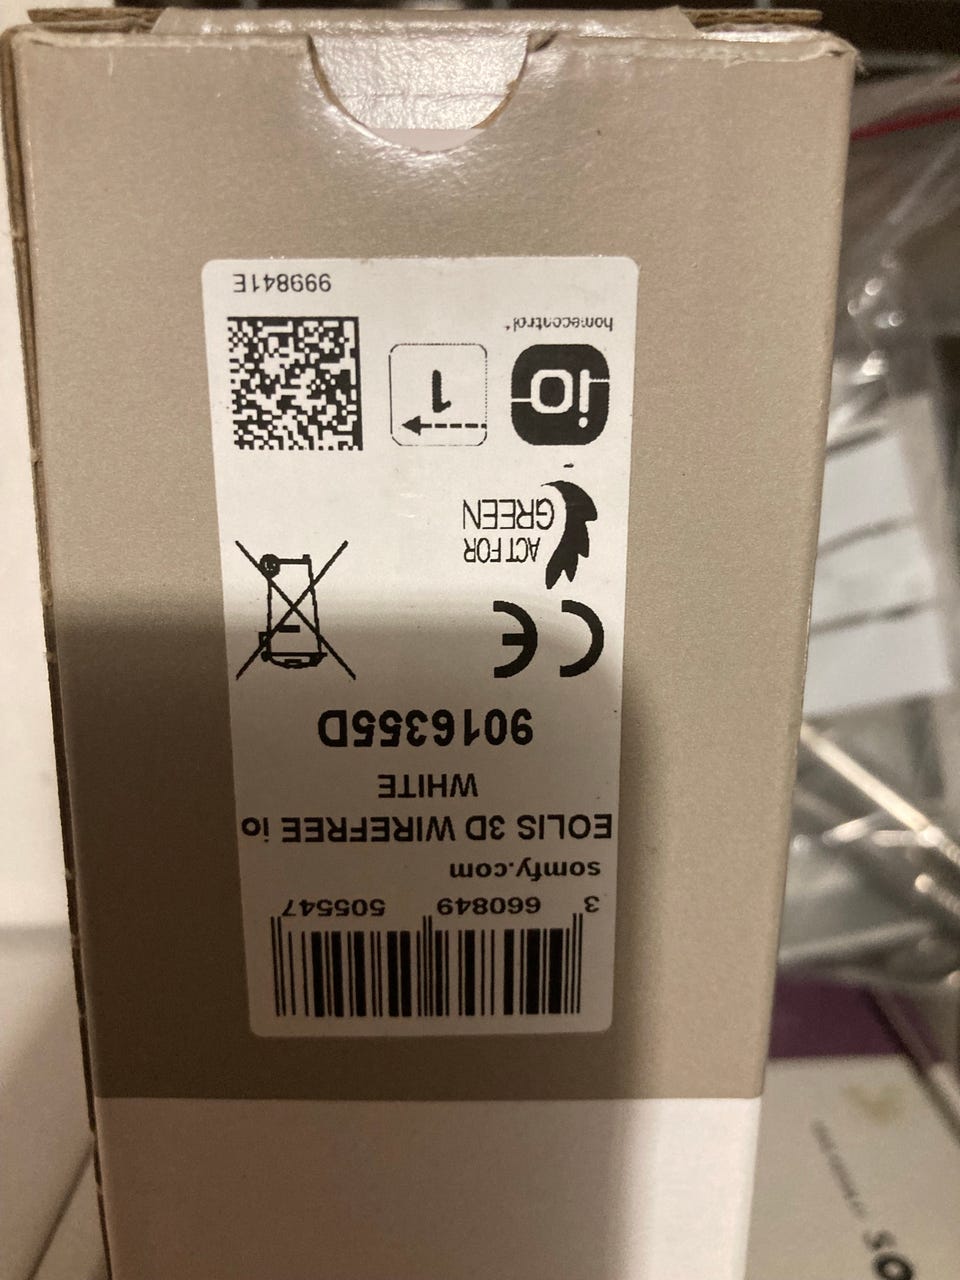 3 660849 505547
somfy.com
EOLIS 3D WIREFREE io
WHITE
9016355D
CE
ACT FOR
GREEN
io
homecontrol
1
999841E